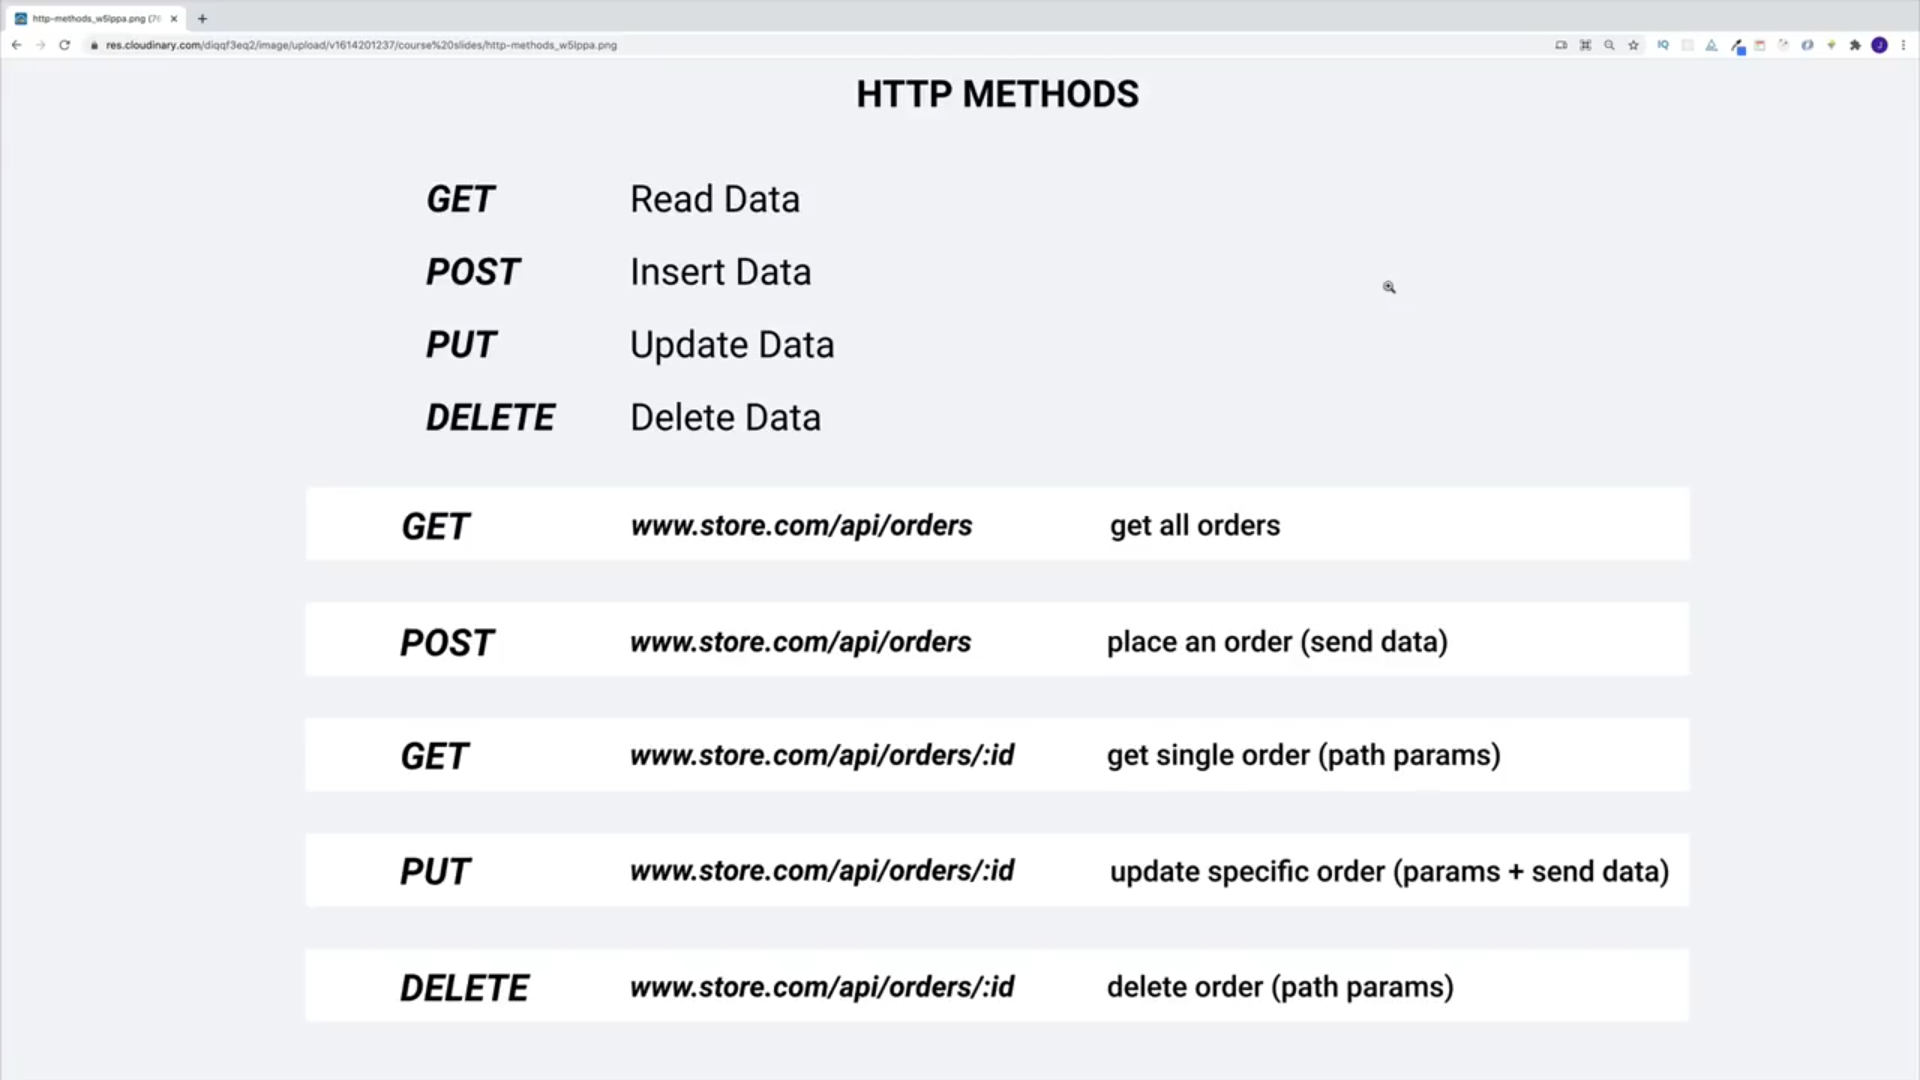 http-methods_w5lppa.png (76
res.cloudinary.com/diqqf3eq2/image/upload/v1614201237/course%20slides/http-methods_w5lppa.png
IQ
J
HTTP METHODS
GET Read Data
POST Insert Data
PUT Update Data
DELETE Delete Data
GET www.store.com/api/orders get all orders
POST www.store.com/api/orders place an order (send data)
GET www.store.com/api/orders/:id get single order (path params)
PUT www.store.com/api/orders/:id update specific order (params + send data)
DELETE www.store.com/api/orders/:id delete order (path params)